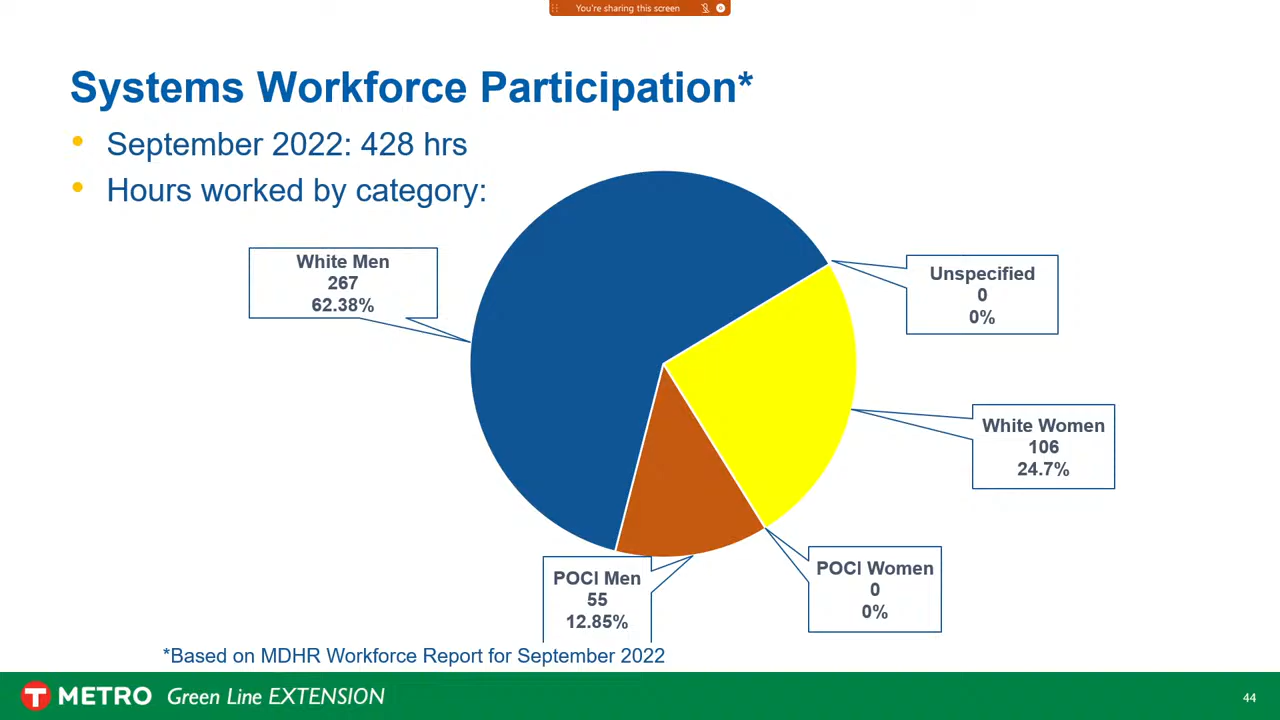 You're sharing this screen
Systems Workforce Participation*
• September 2022: 428 hrs
• Hours worked by category:
White Men
267
62.38%
Unspecified
0
0%
White Women
106
24.7%
POCI Women
0
0%
POCI Men
55
12.85%
*Based on MDHR Workforce Report for September 2022
T METRO Green Line EXTENSION
44